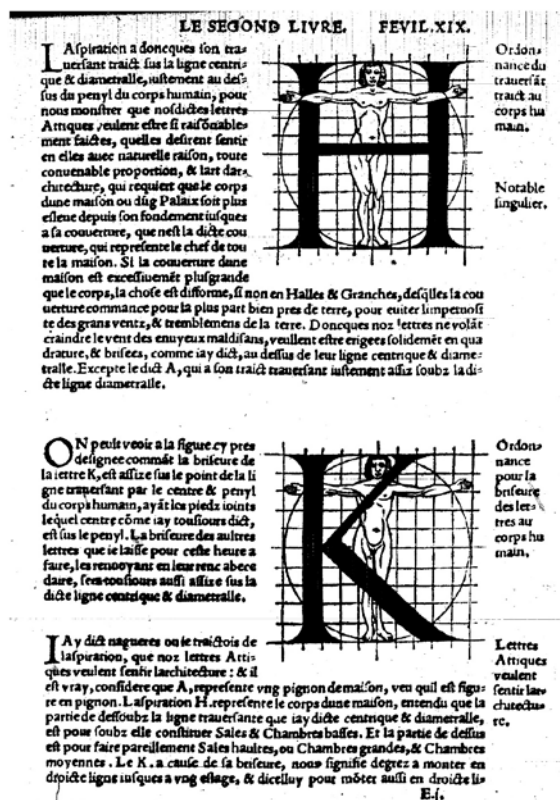 LE SECOND LIVRE. FEVIL.XIX.
LAspiration a doncques son tra-
uersant traict sus la ligne centri-
que & diametralle, iustement au des-
sus du penyl du corps humain, pour
nous monstrer que nosdictes lettres
Attiques veulent estre si raisõnable-
ment faictes, quelles desirent sentir
en elles auec naturelle raison, toute
conuenable proportion, & lart dar-
chitecture, qui requiert que le corps
dune maison ou dũg Palaix soit plus
esleue depuis son fondement iusques
a sa couuerture, que nest la dicte cou
uerture, qui represente le chef de tou
te la maison. Si la couuerture dune
maison est excessiuemẽt plusgrande
que le corps, la chose est difforme, si non en Halles & Granches, desq̃lles la cou
uerture commance pour la plus part bien pres de terre, pour euiter limpetuosi
te des grans ventz, & tremblemens de la terre. Doncques noz lettres ne volãt
craindre le vent des enuyeux maldisans, veullent estre erigees solidemẽt en qua
drature, & brisees, comme iay dict, au dessus de leur ligne centrique & diame-
tralle. Excepte le dict A, qui a son traict trauersant iustement assiz soubz la di-
cte ligne diametralle.
Ordon-
nance du
trauersãt
traict au
corps hu
main.
Notable
singulier.
ON peult veoir a la figure cy pres
designee commãt la briseure de
la lettre K, est assize sus le point de la li
gne trauersant par le centre & penyl
du corps humain, ayãt les piedz ioints
lequel centre cõme iay tousiours dict,
est sus le penyl. La briseure des aultres
lettres que ie laisse pour ceste heure a
faire, les renuoyant en leur renc abece
daire, sera tousiours aussi assize sus la
dicte ligne centrique & diametralle.
Ordon-
nance
pour la
briseure
des let-
tres au
corps hu
main.
IAy dict nagueres ou ie traictois de
laspiration, que noz lettres Atti-
ques veulent sentir larchitecture : & il
est vray, considere que A, represente vng pignon de maison, veu quil est figu-
re en pignon. Laspiration H. represente le corps dune maison, entendu que la
partie de dessoubz la ligne trauersante que iay dicte centrique & diametralle,
est pour soubz elle constituer Sales & Chambres basses. Et la partie de dessus
est pour faire pareillement Sales haultes, ou Chambres grandes, & Chambres
moyennes. Le K. a cause de sa briseure, nous signifie degrez a monter en
droicte ligne iusques a vng estage, & dicelluy pour mõter aussi en droicte li-
Lettres
Attiques
veulent
sentir lar-
chitectu-
re.
E.i.